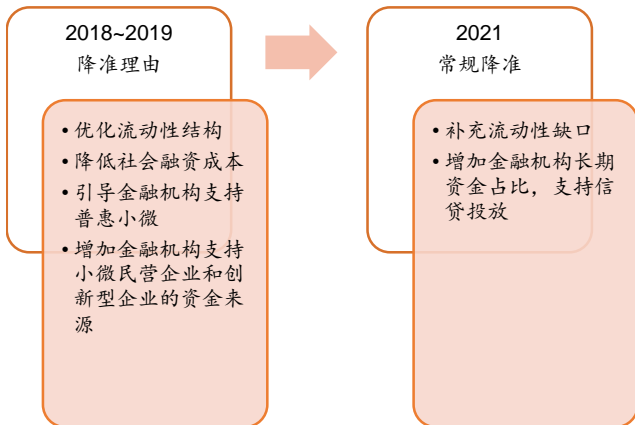 2018~2019
降准理由
• 优化流动性结构
• 降低社会融资成本
• 引导金融机构支持
普惠小微
• 增加金融机构支持
小微民营企业和创
新型企业的资金来
源
2021
常规降准
• 补充流动性缺口
• 增加金融机构长期
资金占比，支持信
贷投放